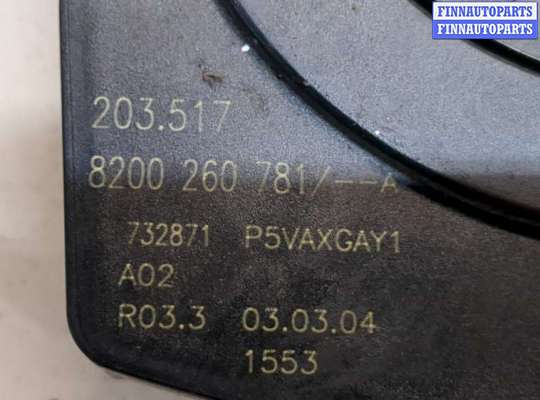 FINNAUTOPARTS
FINNAUTOPARTS
203.517
8200 260 781/--A
732871 P5VAXGAY1
A02
R03.3 03.03.04
1553